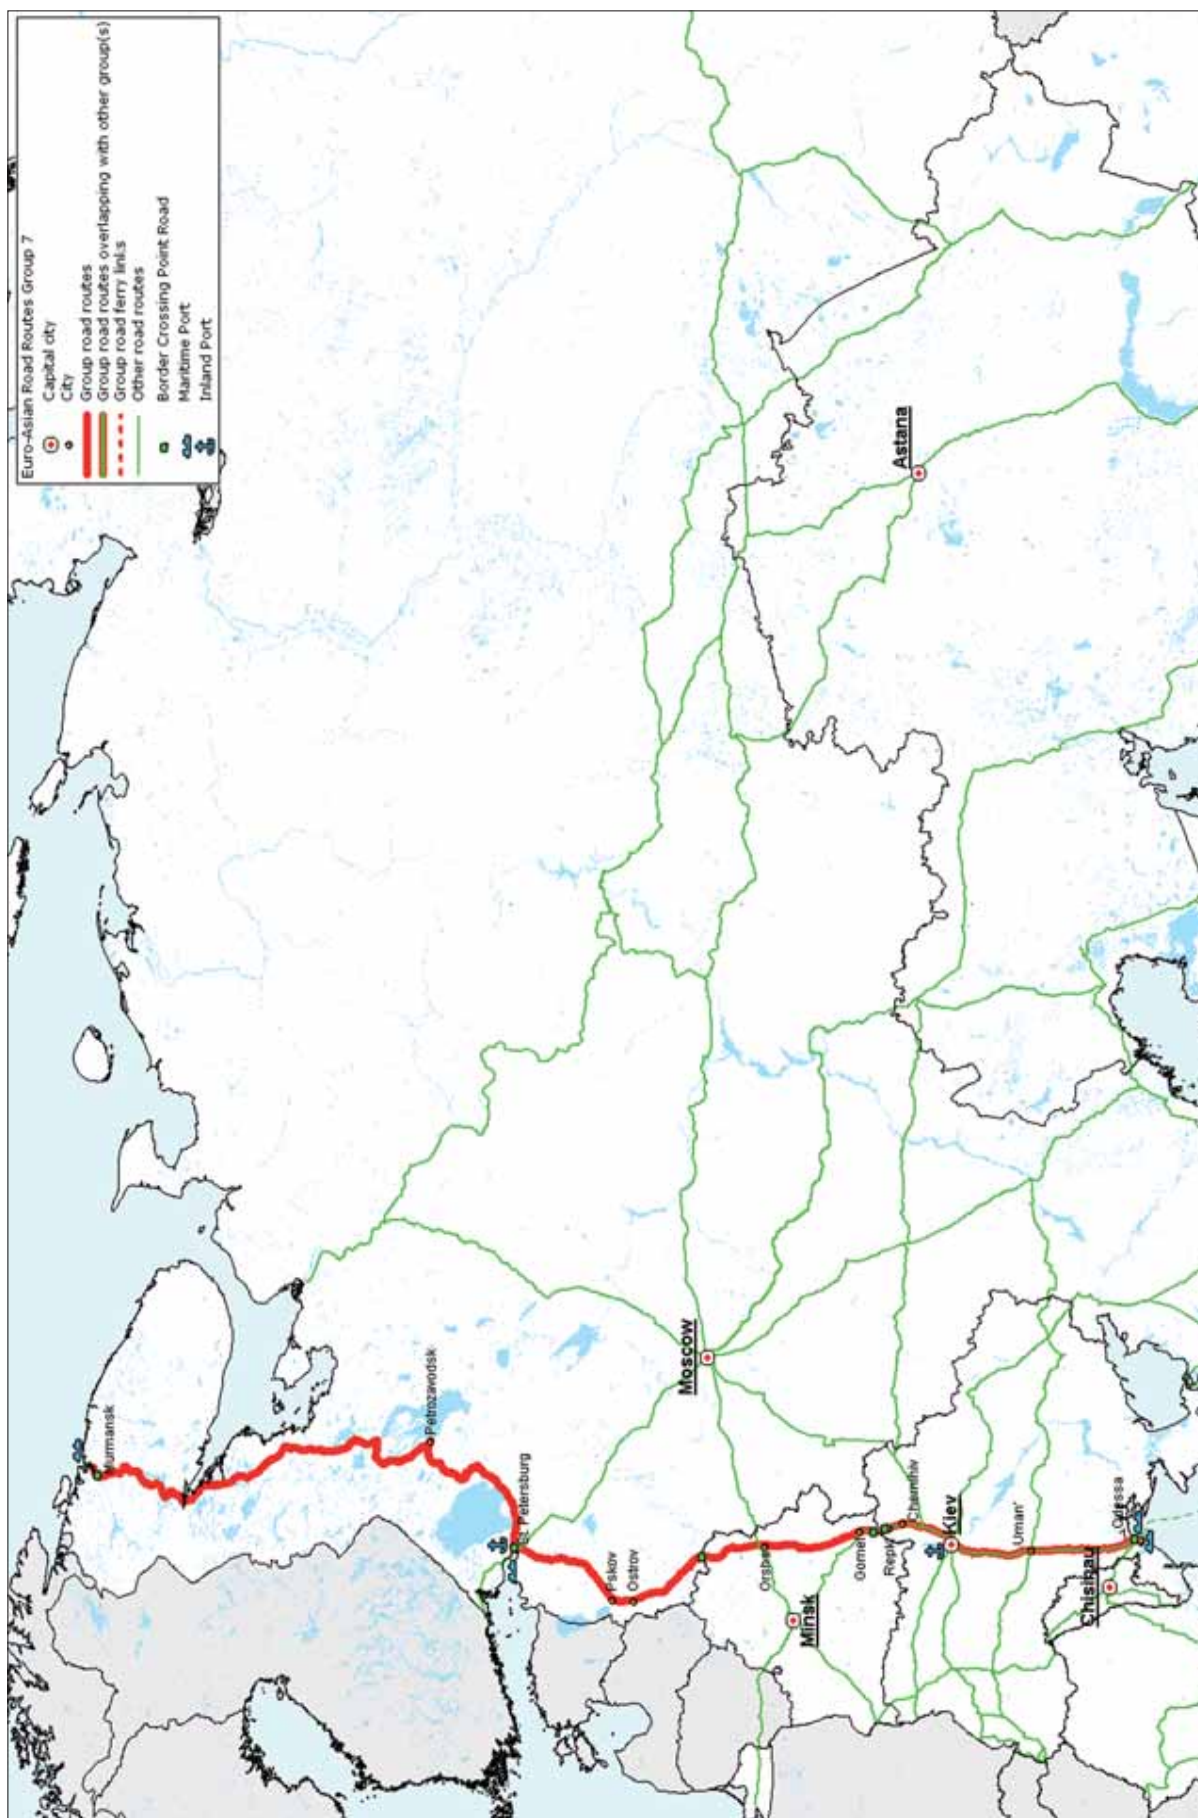 Euro-Asian Road Routes Group 7
Capital city
City
Group road routes
Group road routes overlapping with other group(s)
Group road ferry links
Other road routes
Border Crossing Point Road
Maritime Port
Inland Port
Murmansk
Petrozavodsk
St. Petersburg
Pskov
Ostrov
Moscow
Orsha
Minsk
Gomel
Repki
Chernihiv
Kiev
Uman'
Odessa
Chisinau
Astana